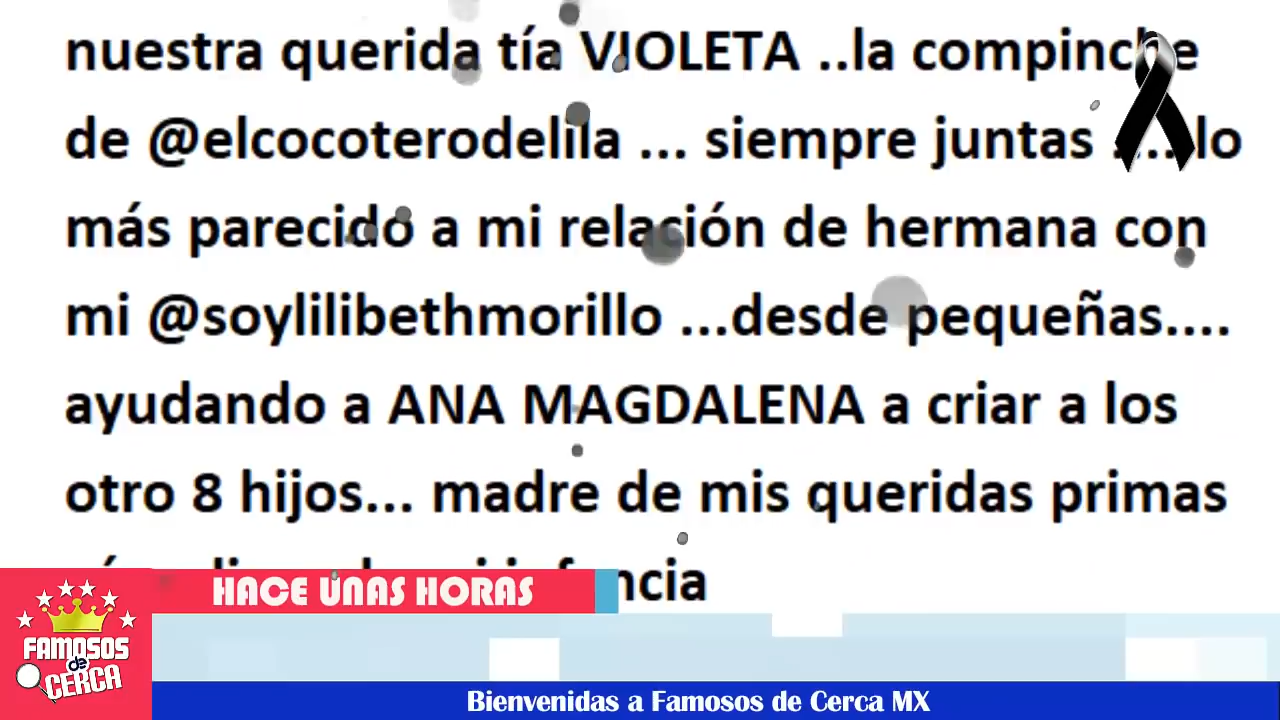 nuestra querida tía VIOLETA ..la compinche
de @elcocoterodelila ... siempre juntas .... lo
más parecido a mi relación de hermana con
mi @soylilibethmorillo ...desde pequeñas....
ayudando a ANA MAGDALENA a criar a los
otro 8 hijos... madre de mis queridas primas
HACE UNAS HORAS
FAMOSOS
de
CERCA
Bienvenidas a Famosos de Cerca MX